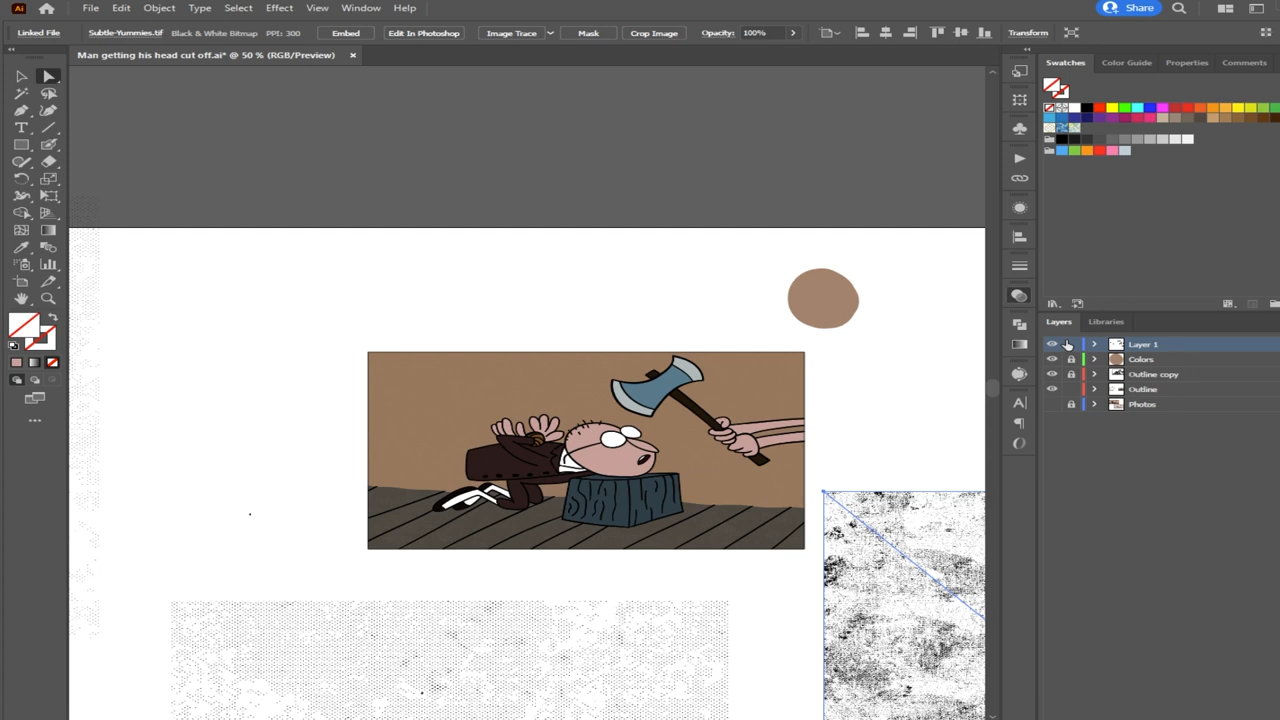 Ai File Edit Object Type Select Effect View Window Help Share
Linked File Subtle-Yummies.tif Black & White Bitmap PPI: 300 Embed Edit In Photoshop Image Trace Mask Crop Image Opacity: 100% Transform
Man getting his head cut off.ai* @ 50 % (RGB/Preview)
Swatches Color Guide Properties Comments
Layers Libraries
Layer 1
Colors
Outline copy
Outline
Photos